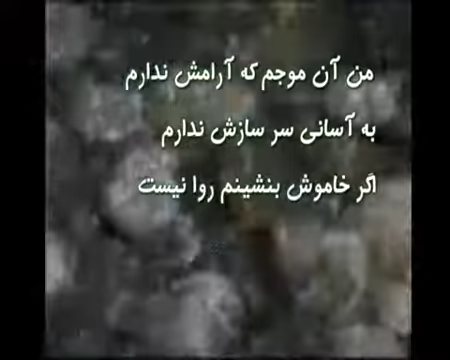 من آن موجم که آرامش ندارم
به آسانی سر سازش ندارم
اگر خاموش بنشینم روا نیست